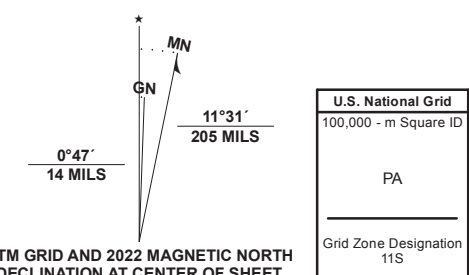 ★
MN
GN
11°31´
205 MILS
0°47´
14 MILS
TM GRID AND 2022 MAGNETIC NORTH
DECLINATION AT CENTER OF SHEET
U.S. National Grid
100,000 - m Square ID
PA
Grid Zone Designation
11S